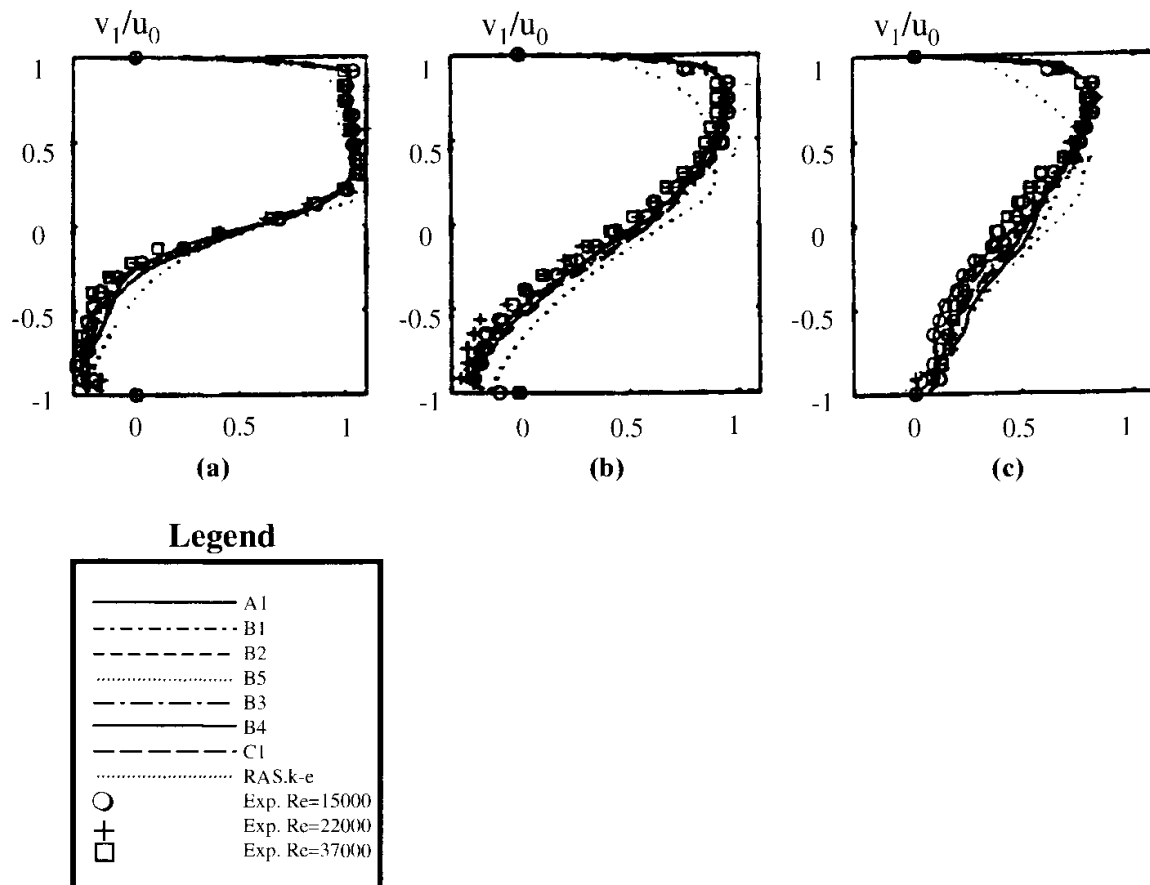 v1/u0
v1/u0
v1/u0
1
0.5
0
-0.5
-1
0
0.5
1
(a)
1
0.5
0
-0.5
-1
0
0.5
1
(b)
1
0.5
0
-0.5
-1
0
0.5
1
(c)
Legend
A1
B1
B2
B5
B3
B4
C1
RAS.k-e
Exp. Re=15000
Exp. Re=22000
Exp. Re=37000